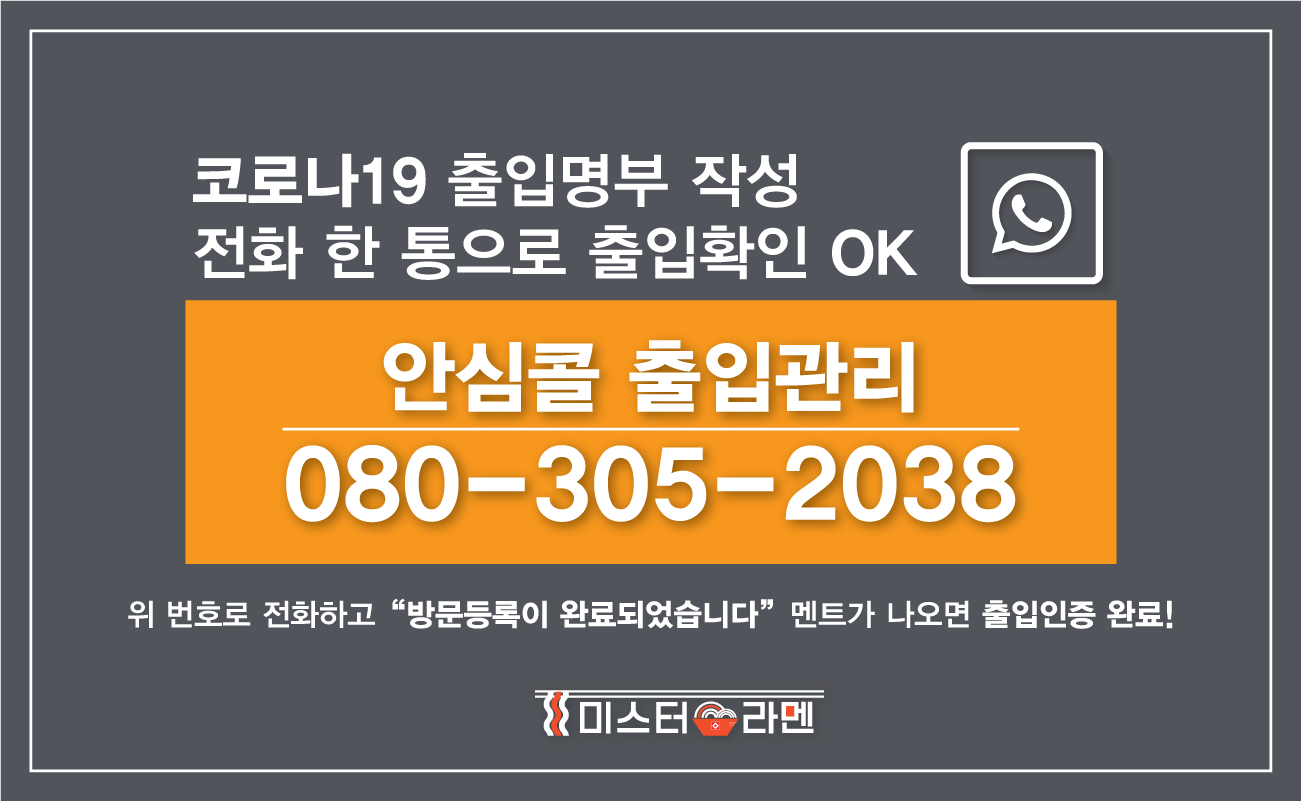 코로나19 출입명부 작성
전화 한 통으로 출입확인 OK
안심콜 출입관리
080-305-2038
위 번호로 전화하고 “방문등록이 완료되었습니다” 멘트가 나오면 출입인증 완료!
미스터라멘